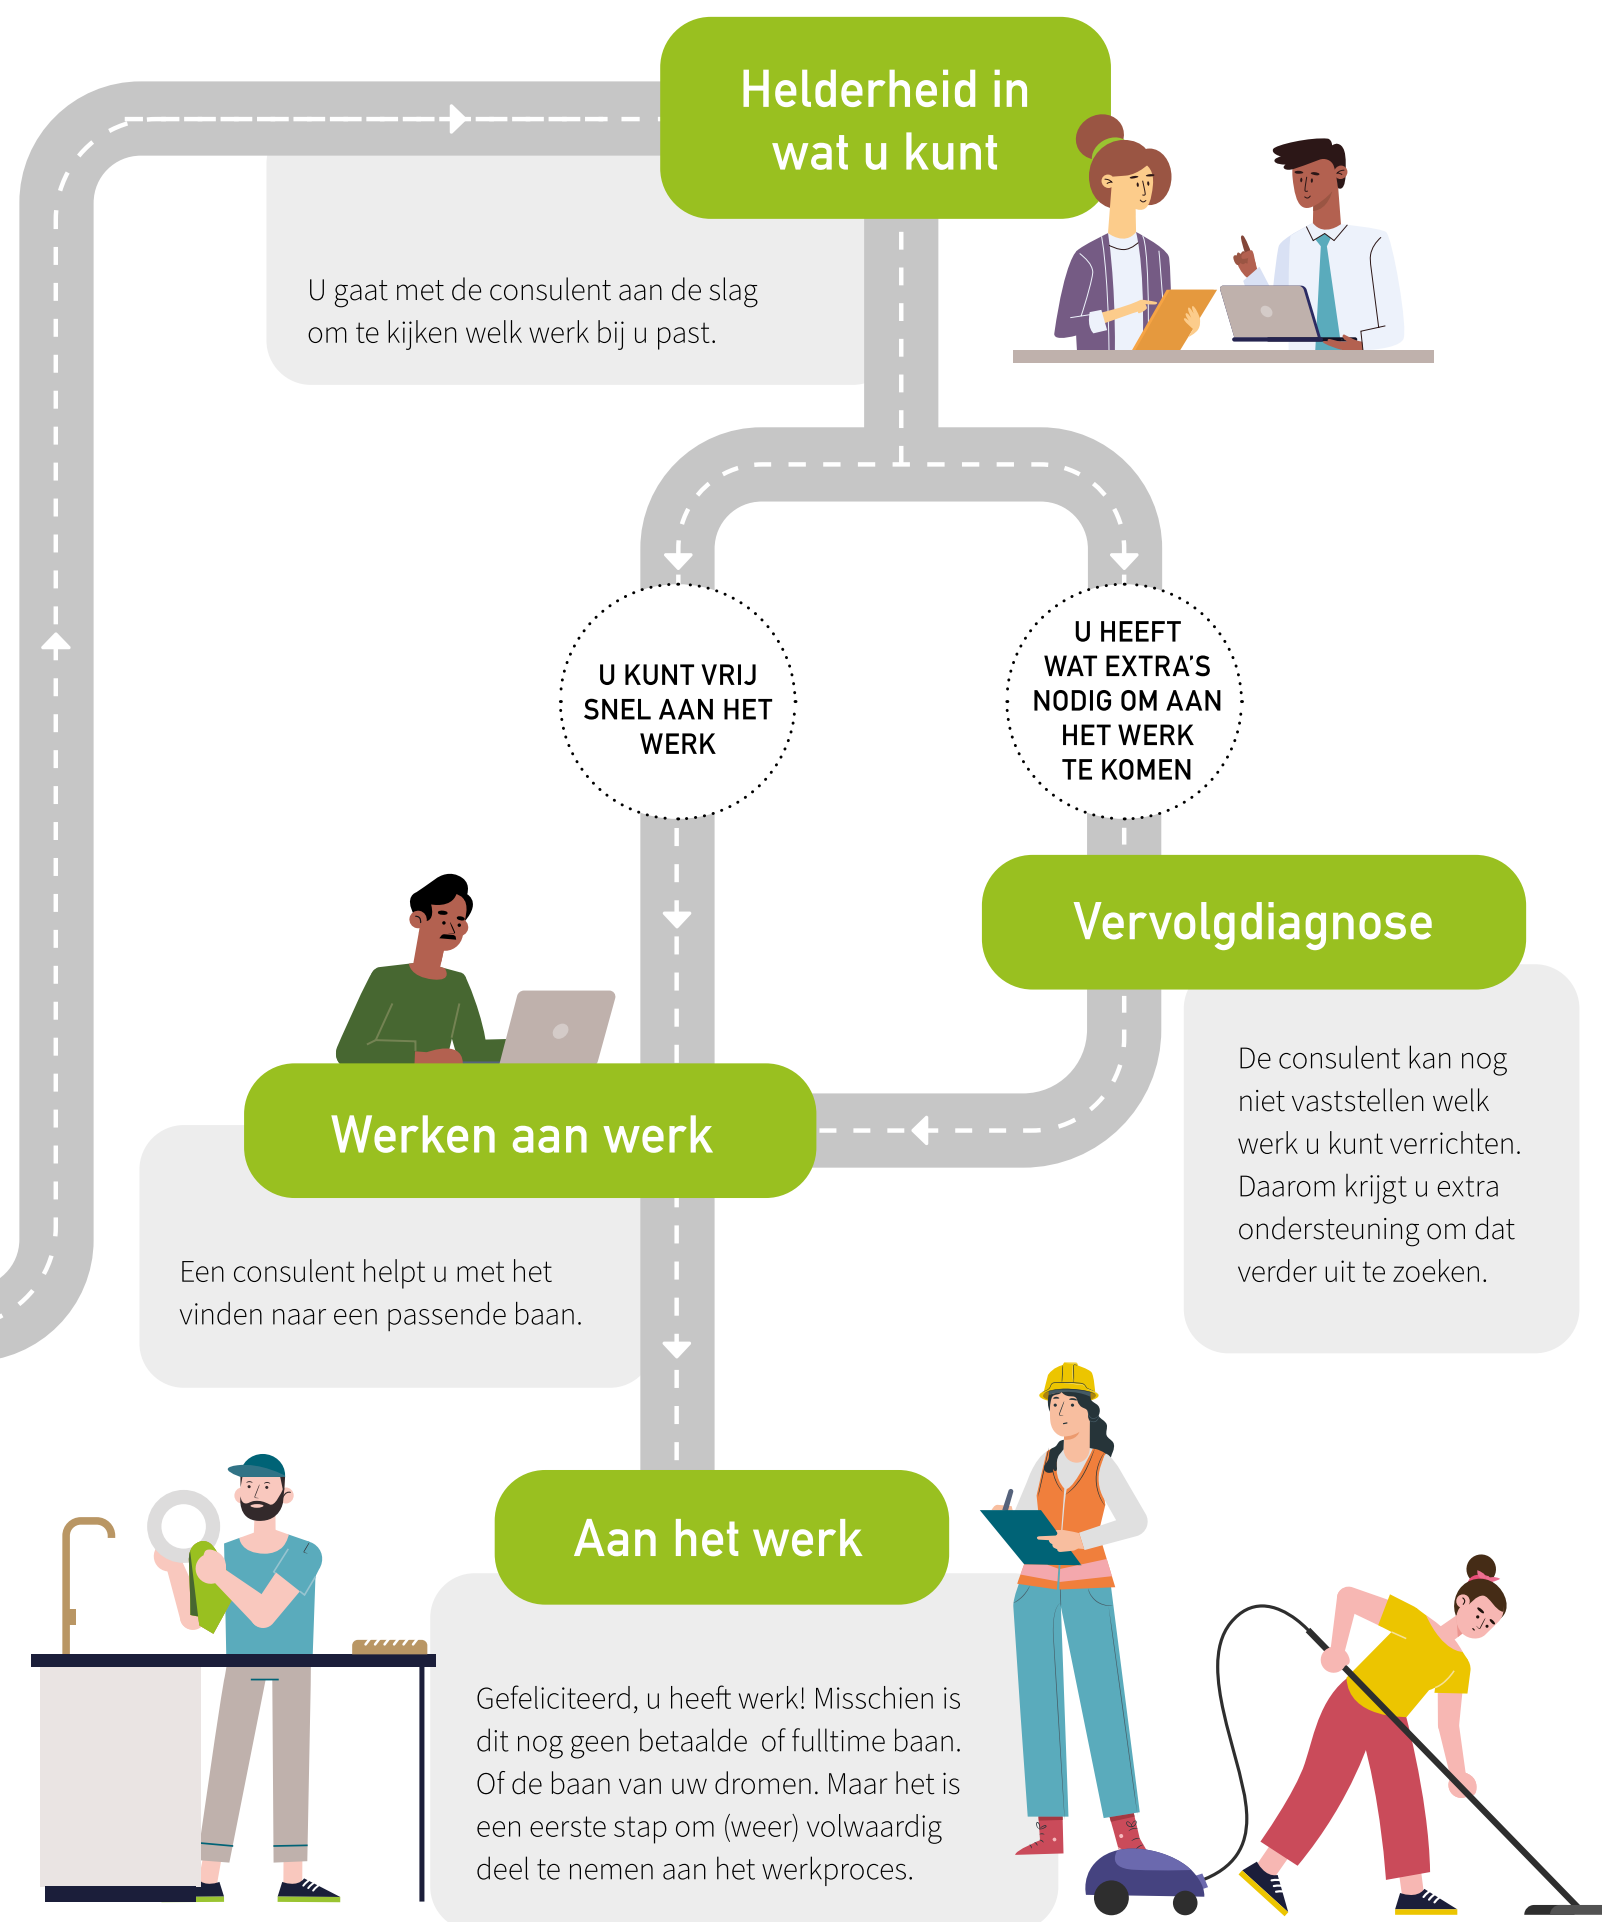 Helderheid in
wat u kunt
U gaat met de consulent aan de slag
om te kijken welk werk bij u past.
U KUNT VRIJ
SNEL AAN HET
WERK
U HEEFT
WAT EXTRA'S
NODIG OM AAN
HET WERK
TE KOMEN
Vervolgdiagnose
De consulent kan nog
niet vaststellen welk
werk u kunt verrichten.
Daarom krijgt u extra
ondersteuning om dat
verder uit te zoeken.
Werken aan werk
Een consulent helpt u met het
vinden naar een passende baan.
Aan het werk
Gefeliciteerd, u heeft werk! Misschien is
dit nog geen betaalde  of fulltime baan.
Of de baan van uw dromen. Maar het is
een eerste stap om (weer) volwaardig
deel te nemen aan het werkproces.